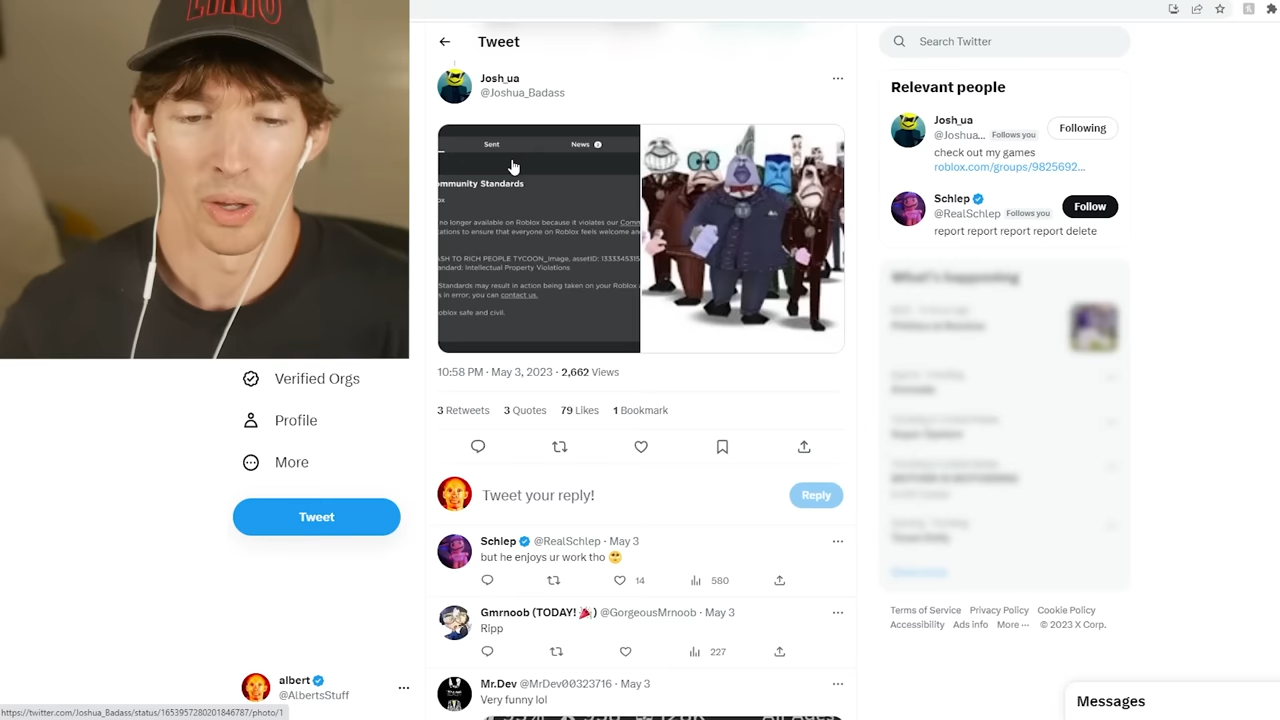 Tweet
Search Twitter
Josh_ua
@Joshua_Badass
Sent
News
mmunity Standards
ox
no longer available on Roblox because it violates our Comm
cations to ensure that everyone on Roblox feels welcome an
ASH TO RICH PEOPLE TYCOON_Image, assetID: 1333345315
andard: Intellectual Property Violations
Standards may result in action being taken on your Roblox
s in error, you can contact us.
oblox safe and civil.
10:58 PM · May 3, 2023 · 2,662 Views
3 Retweets 3 Quotes 79 Likes 1 Bookmark
Tweet your reply!
Reply
Schlep @RealSchlep · May 3
but he enjoys ur work tho
14 580
Gmrnoob (TODAY! ) @GorgeousMrnoob · May 3
Ripp
227
Mr.Dev @MrDev00323716 · May 3
Very funny lol
Relevant people
Josh_ua
@Joshua... Follows you
Following
check out my games
roblox.com/groups/9825692...
Schlep
@RealSchlep Follows you
Follow
report report report report delete
What's happening
Terms of Service Privacy Policy Cookie Policy
Accessibility Ads info More ··· © 2023 X Corp.
Messages
Verified Orgs
Profile
More
Tweet
albert
@AlbertsStuff
https://twitter.com/Joshua_Badass/status/1653957280201846787/photo/1